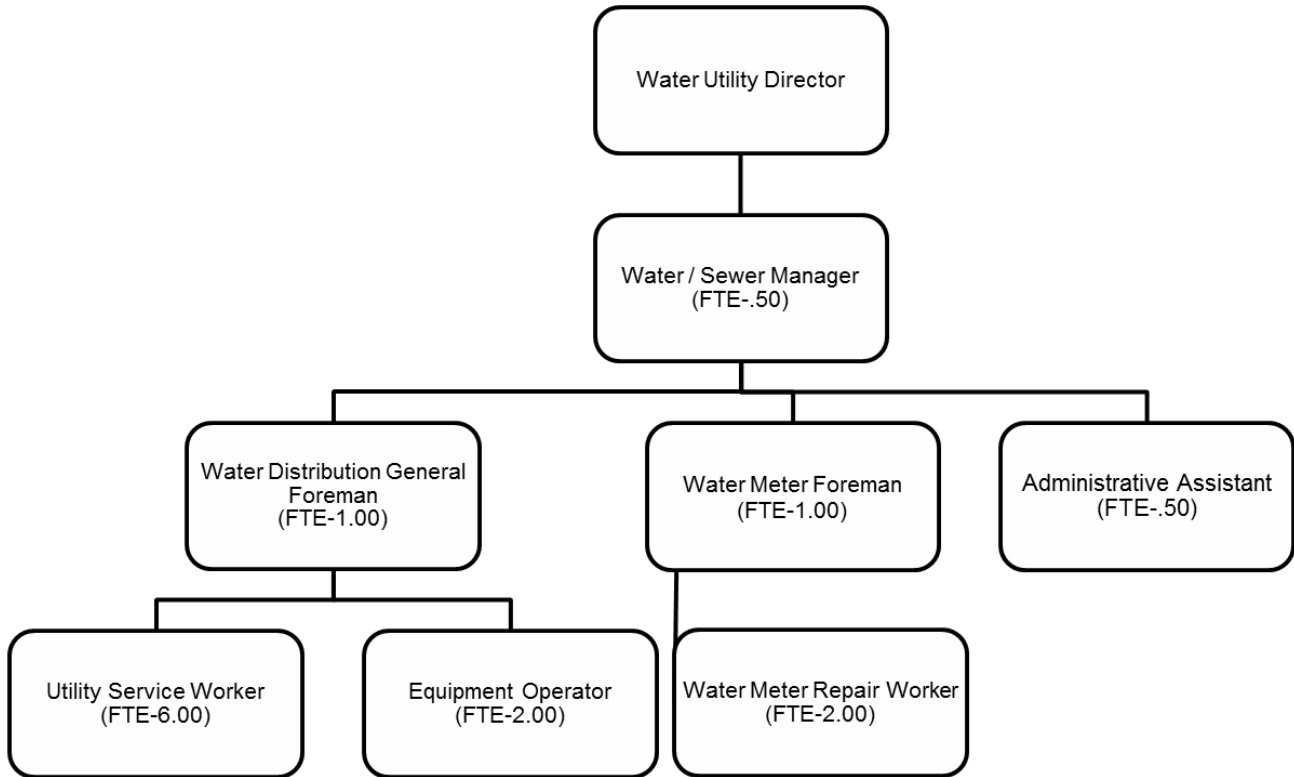 Water Utility Director
Water / Sewer Manager
(FTE-.50)
Water Distribution General
Foreman
(FTE-1.00)
Water Meter Foreman
(FTE-1.00)
Administrative Assistant
(FTE-.50)
Utility Service Worker
(FTE-6.00)
Equipment Operator
(FTE-2.00)
Water Meter Repair Worker
(FTE-2.00)